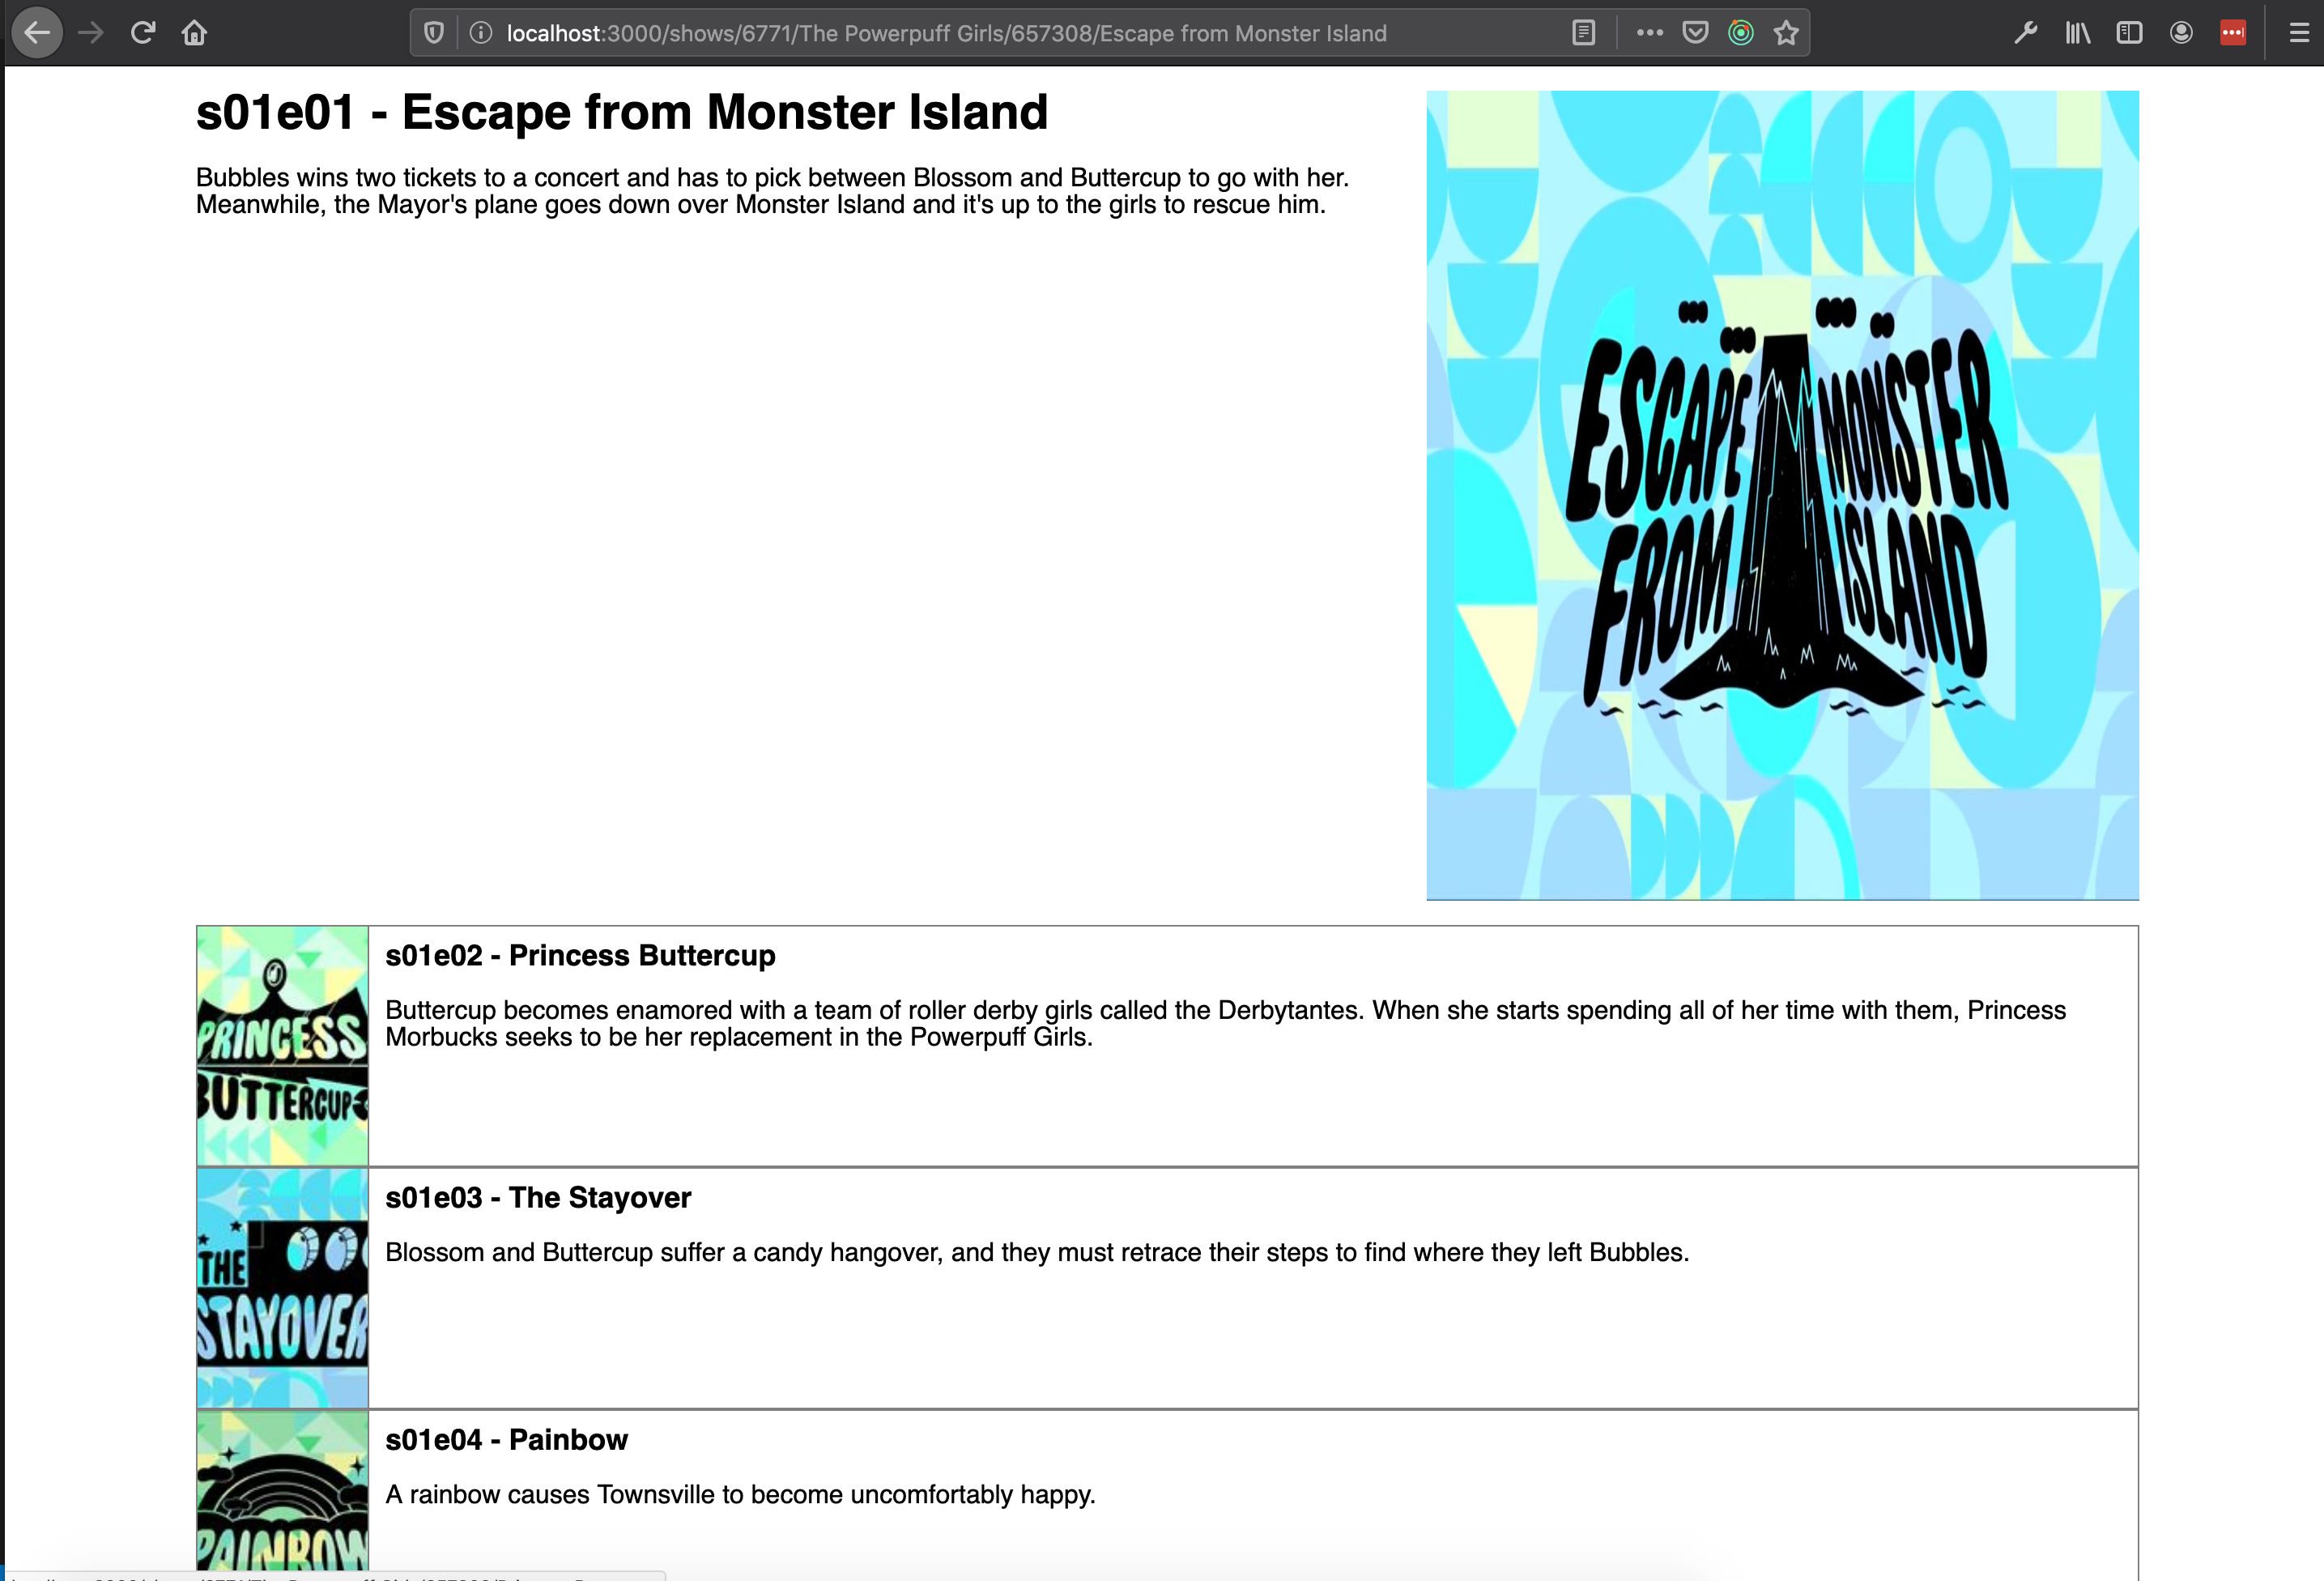 localhost:3000/shows/6771/The Powerpuff Girls/657308/Escape from Monster Island
s01e01 - Escape from Monster Island
Bubbles wins two tickets to a concert and has to pick between Blossom and Buttercup to go with her.
Meanwhile, the Mayor's plane goes down over Monster Island and it's up to the girls to rescue him.
ESCAPE MONSTER
FROM ISLAND
s01e02 - Princess Buttercup
Buttercup becomes enamored with a team of roller derby girls called the Derbytantes. When she starts spending all of her time with them, Princess
Morbucks seeks to be her replacement in the Powerpuff Girls.
PRINCESS
BUTTERCUP
s01e03 - The Stayover
Blossom and Buttercup suffer a candy hangover, and they must retrace their steps to find where they left Bubbles.
THE
STAYOVER
s01e04 - Painbow
A rainbow causes Townsville to become uncomfortably happy.
PAINBOW